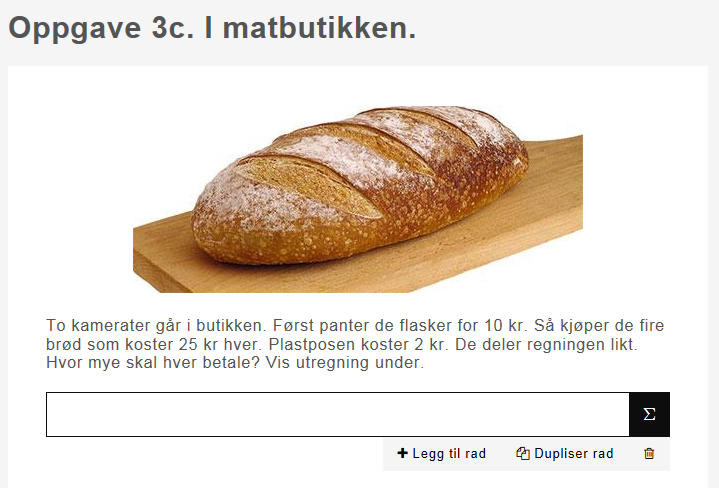 Oppgave 3c. I matbutikken.
To kamerater går i butikken. Først panter de flasker for 10 kr. Så kjøper de fire
brød som koster 25 kr hver. Plastposen koster 2 kr. De deler regningen likt.
Hvor mye skal hver betale? Vis utregning under.
Σ
Legg til rad Dupliser rad